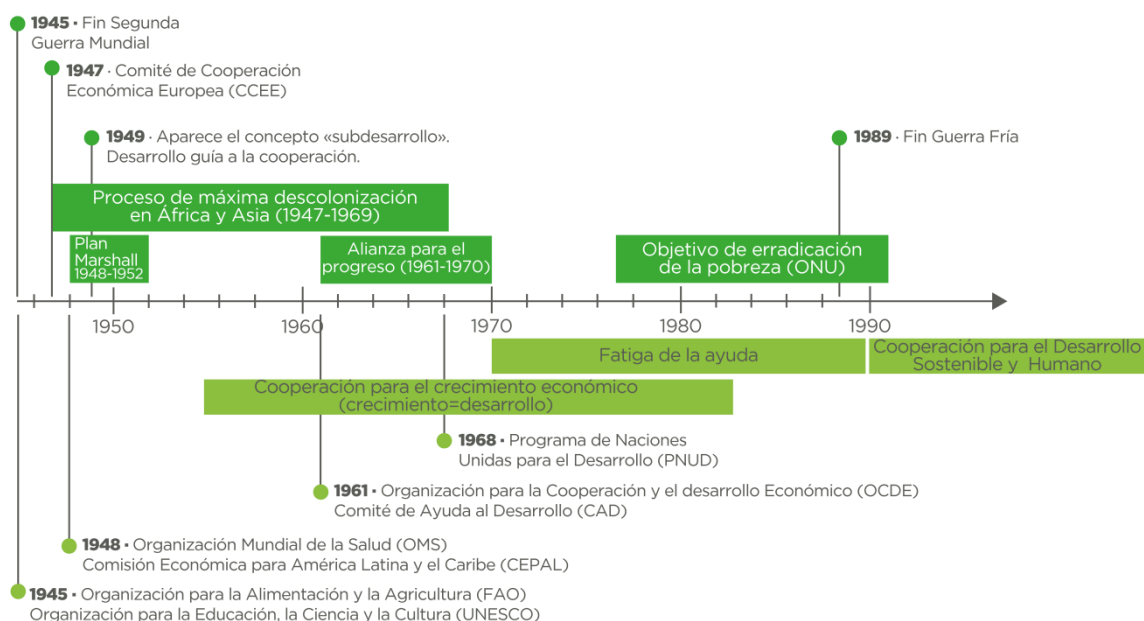 1945 · Fin Segunda
Guerra Mundial
1947 · Comité de Cooperación
Económica Europea (CCEE)
1949 · Aparece el concepto «subdesarrollo».
Desarrollo guía a la cooperación.
1989 · Fin Guerra Fría
Proceso de máxima descolonización
en África y Asia (1947-1969)
Plan
Marshall
1948-1952
Alianza para el
progreso (1961-1970)
Objetivo de erradicación
de la pobreza (ONU)
1950
1960
1970
1980
1990
Fatiga de la ayuda
Cooperación para el Desarrollo
Sostenible y Humano
Cooperación para el crecimiento económico
(crecimiento=desarrollo)
1968 · Programa de Naciones
Unidas para el Desarrollo (PNUD)
1961 · Organización para la Cooperación y el desarrollo Económico (OCDE)
Comité de Ayuda al Desarrollo (CAD)
1948 · Organización Mundial de la Salud (OMS)
Comisión Económica para América Latina y el Caribe (CEPAL)
1945 · Organización para la Alimentación y la Agricultura (FAO)
Organización para la Educación, la Ciencia y la Cultura (UNESCO)